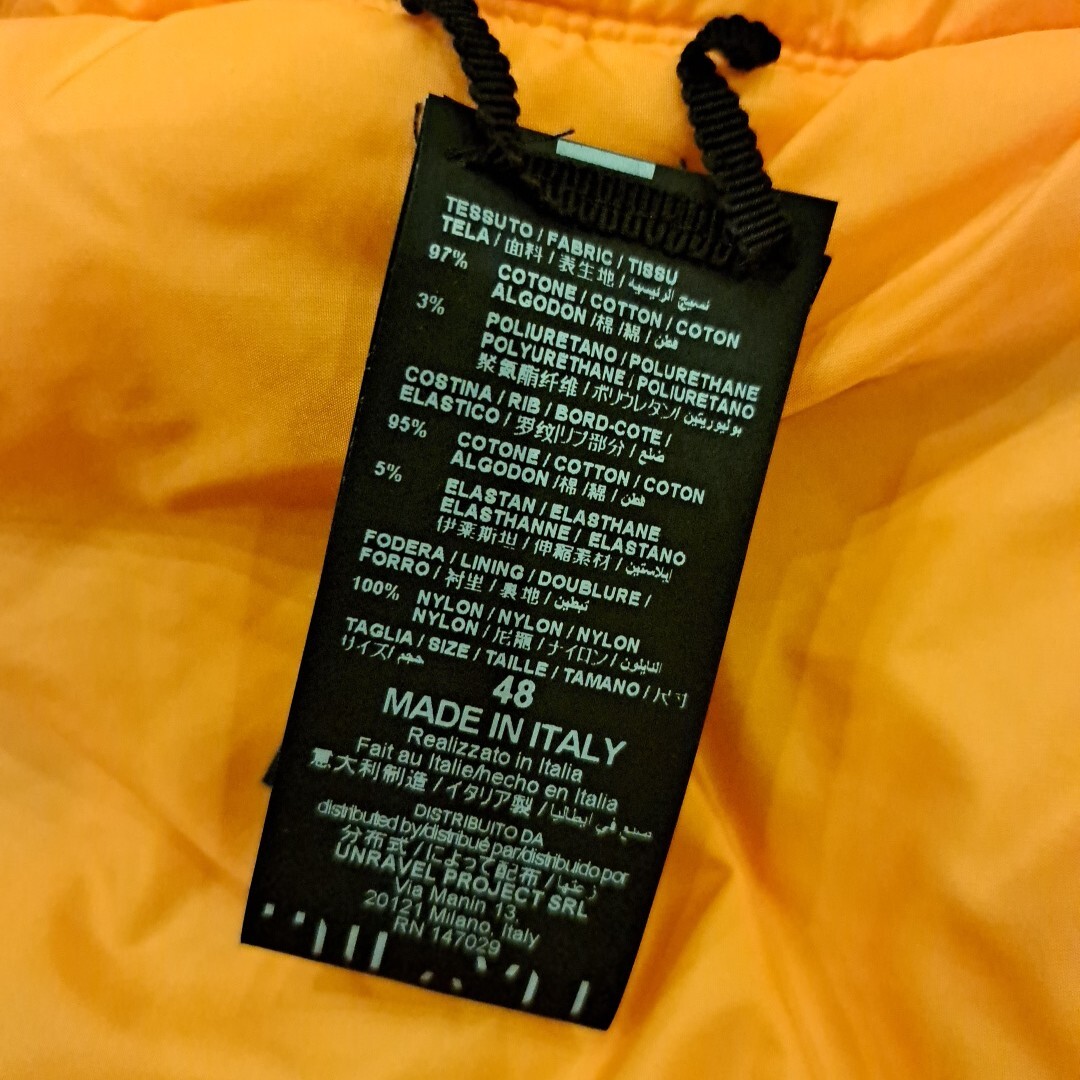 TESSUTO / FABRIC / TISSU
TELA / 面料 / 表生地 / نسيج الرئيسية
97% COTONE / COTTON / COTON
ALGODON /棉 /綿 / قطن
3% POLIURETANO / POLURETHANE
POLYURETHANE / POLIURETANO
聚氨酯纤维 / ポリウレタン/ بوليوريتين
COSTINA / RIB / BORD-COTE /
ELASTICO / 罗纹/リブ部分 / ضلع
95% COTONE / COTTON / COTON
ALGODON /棉 /綿 / قطن
5% ELASTAN / ELASTHANE
ELASTHANNE / ELASTANO
伊莱斯坦 / 伸縮素材 / إيلاستين
FODERA / LINING / DOUBLURE /
FORRO / 衬里 / 裏地 / تبطين
100% NYLON / NYLON / NYLON
NYLON / 尼龍 / ナイロン / النايلون
TAGLIA / SIZE / TAILLE / TAMANO / 尺寸
サイズ/ حجم
48
MADE IN ITALY
Realizzato in Italia
Fait au Italie/hecho en Italia
意大利制造 / イタリア製 / صنع في ايطاليا
DISTRIBUITO DA
distributed by/distribué par/distribuido por
分布式 / によって配布 /
UNRAVEL PROJECT SRL
Via Manin 13,
20121 Milano, Italy
RN 147029